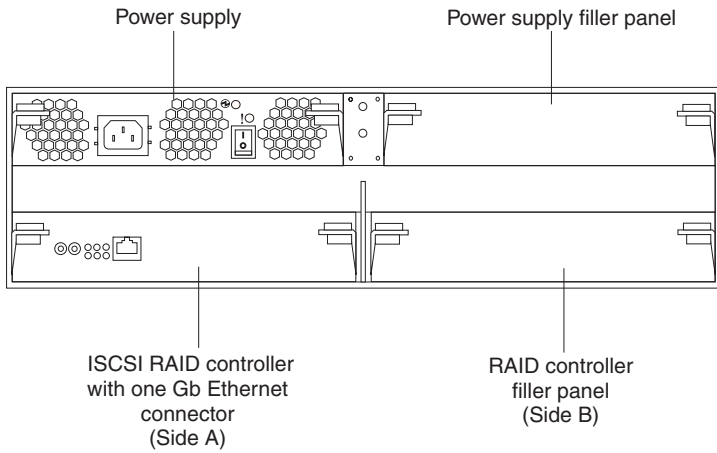 Power supply
Power supply filler panel
ISCSI RAID controller
with one Gb Ethernet
connector
(Side A)
RAID controller
filler panel
(Side B)